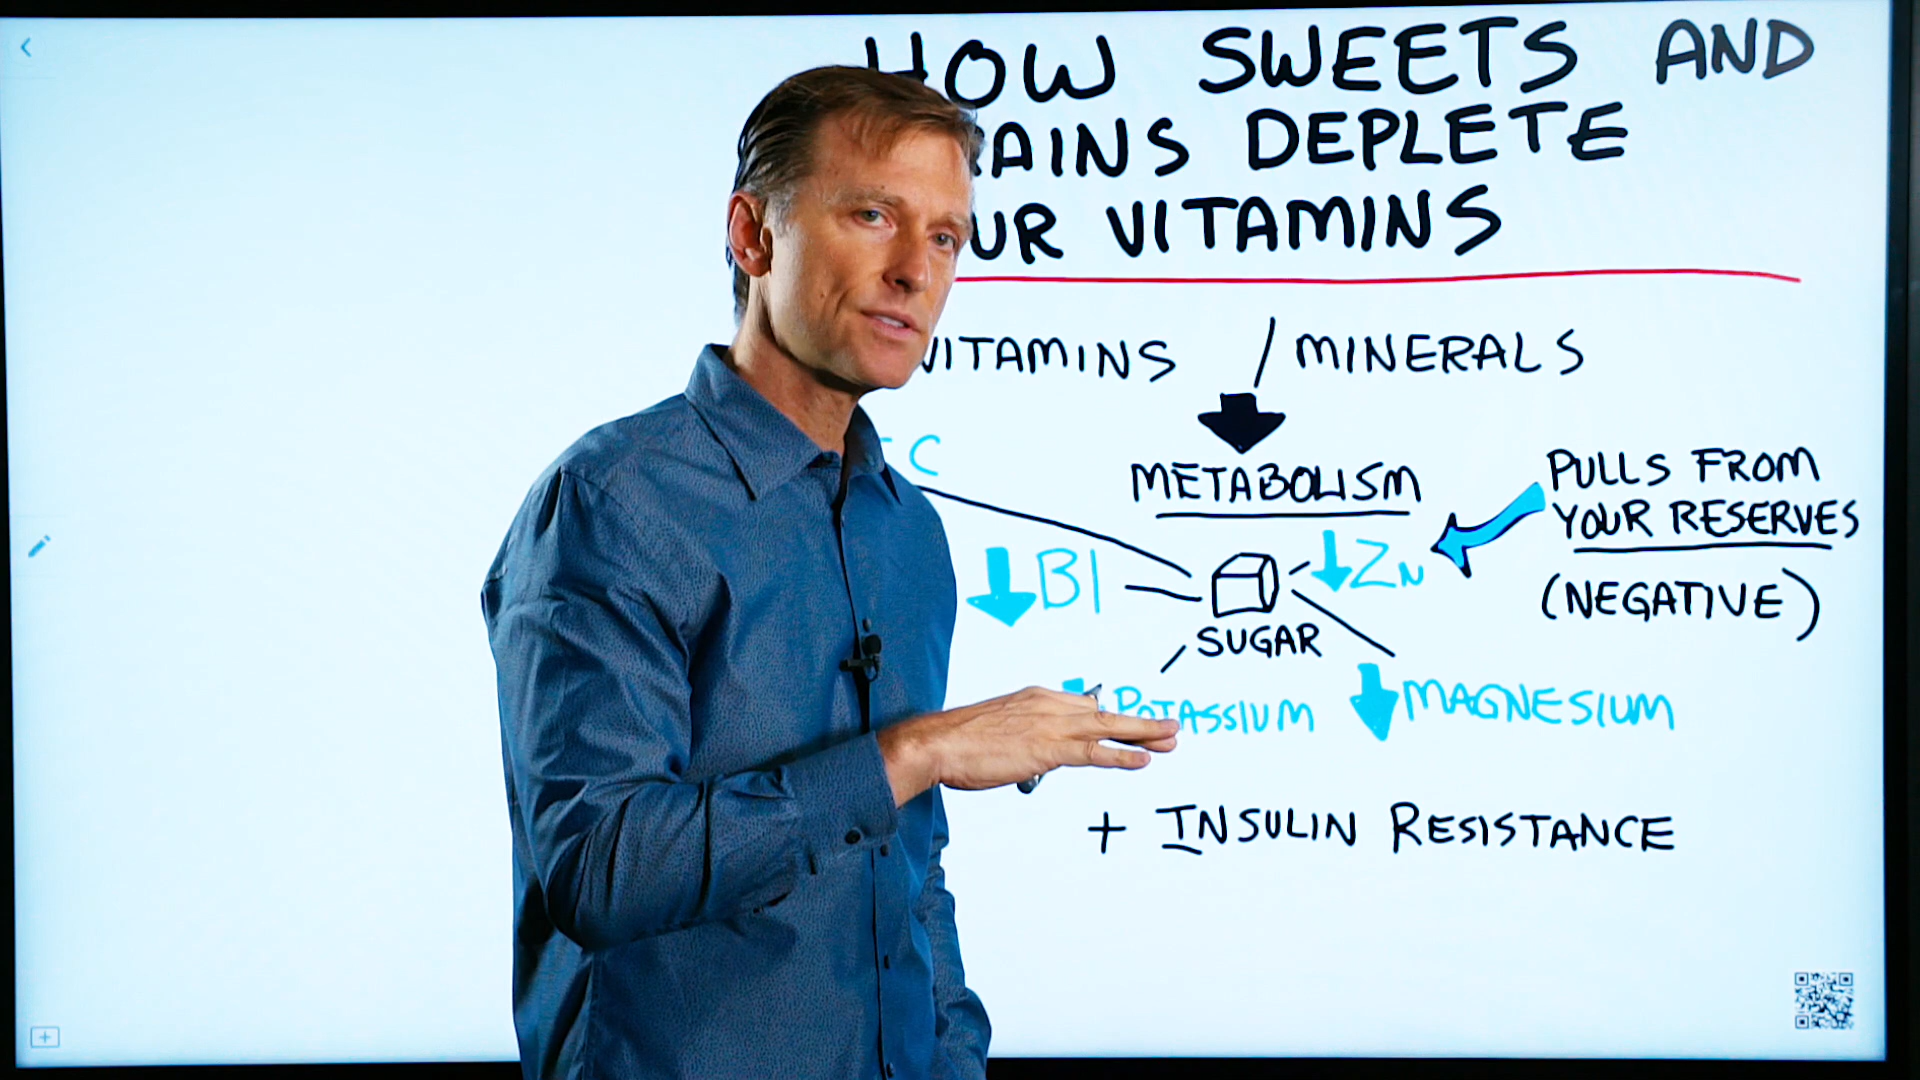 HOW SWEETS AND
RAINS DEPLETE
UR VITAMINS
VITAMINS / MINERALS
C
METABOLISM
PULLS FROM
YOUR RESERVES
(NEGATIVE)
B1
ZN
SUGAR
POTASSIUM
MAGNESIUM
+ INSULIN RESISTANCE